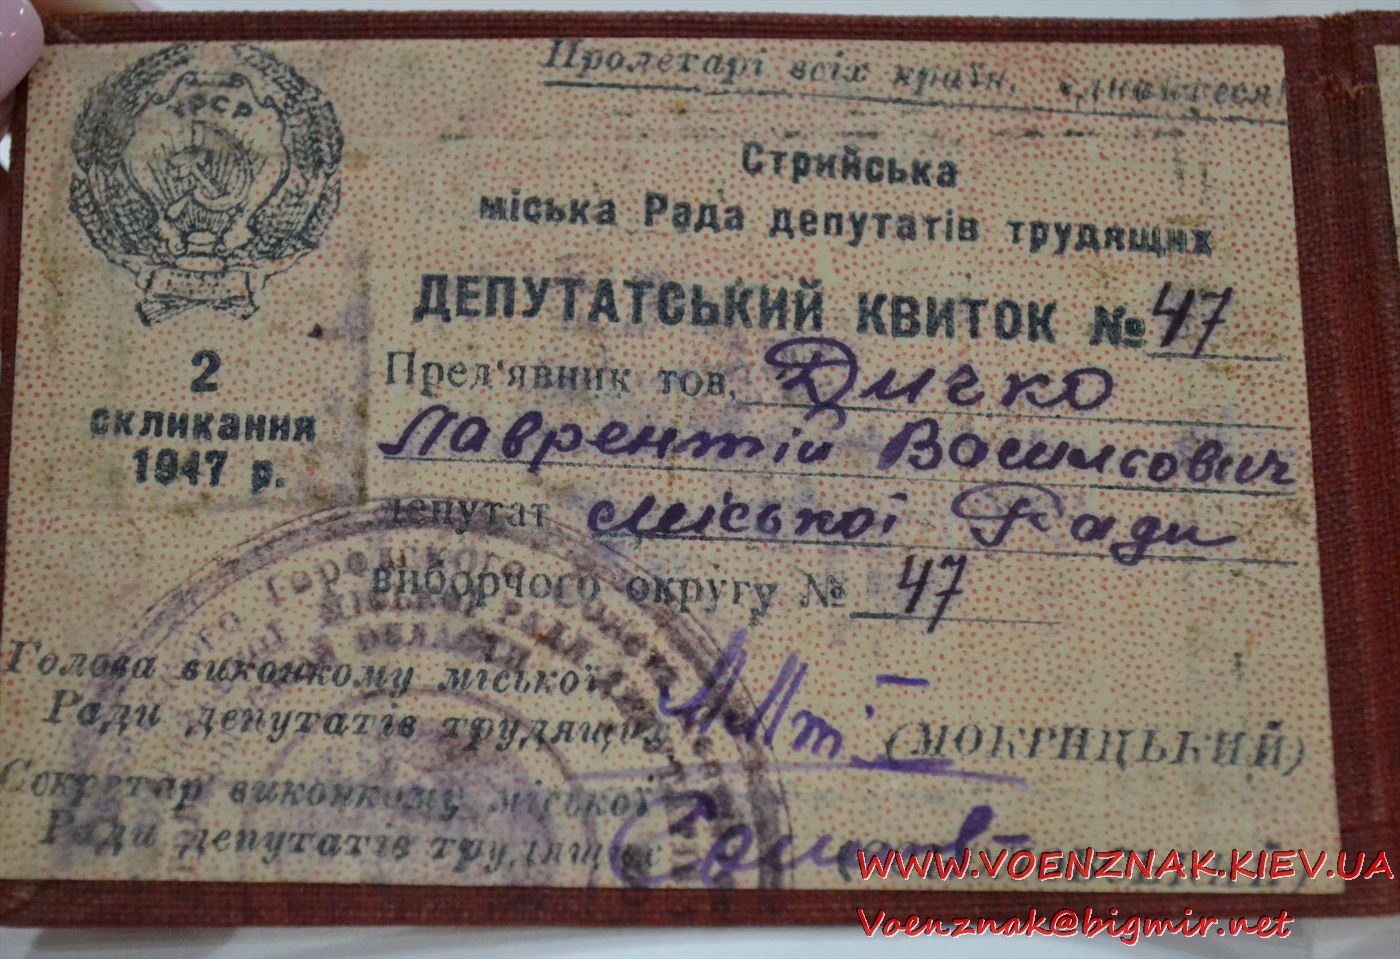 УРСР
Пролетарі всіх країн, єднайтеся!
Стрийська
міська Рада депутатів трудящих
ДЕПУТАТСЬКИЙ КВИТОК № 47
2
скликання
1947 р.
Пред'явник тов. Дичко
Лаврентій Васильович
депутат міської Ради
виборчого округу № 47
Голова виконкому міської
Ради депутатів трудящих (МОКРИЦЬКИЙ)
Секретар виконкому міської
Ради депутатів трудящих
WWW.VOENZNAK.KIEV.UA
Voenznak@bigmir.net